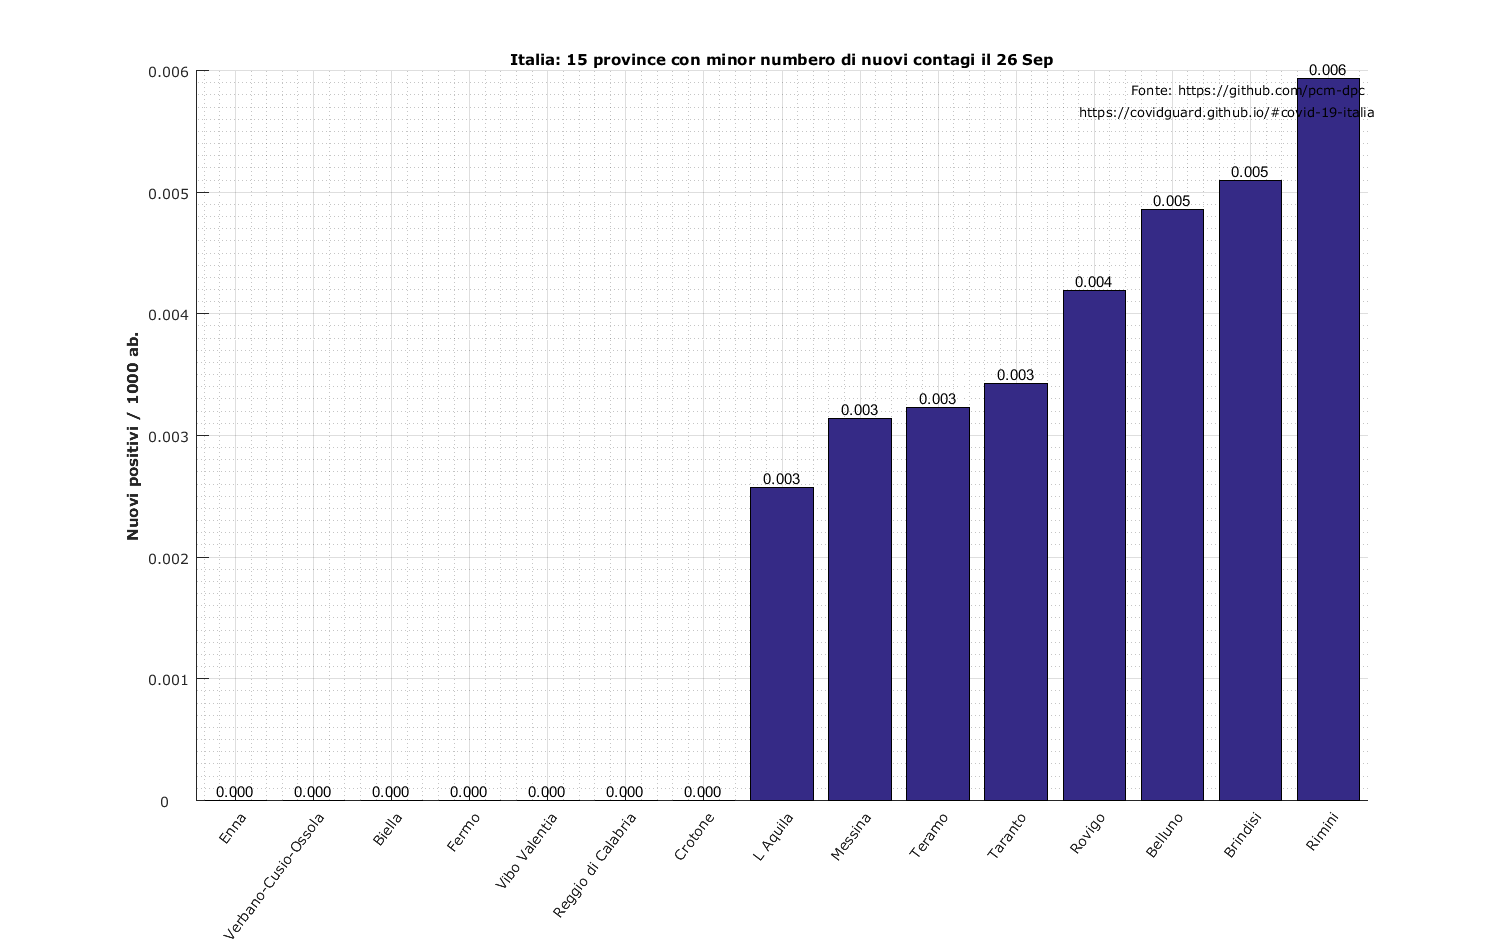 Italia: 15 province con minor numbero di nuovi contagi il 26 Sep
Fonte: https://github.com/pcm-dpc
https://covidguard.github.io/#covid-19-italia
Nuovi positivi / 1000 ab.
0.006
0.005
0.004
0.003
0.002
0.001
0
0.000 0.000 0.000 0.000 0.000 0.000 0.000 0.003 0.003 0.003 0.003 0.004 0.005 0.005 0.006
Enna
Verbano-Cusio-Ossola
Biella
Fermo
Vibo Valentia
Reggio di Calabria
Crotone
L Aquila
Messina
Teramo
Taranto
Rovigo
Belluno
Brindisi
Rimini